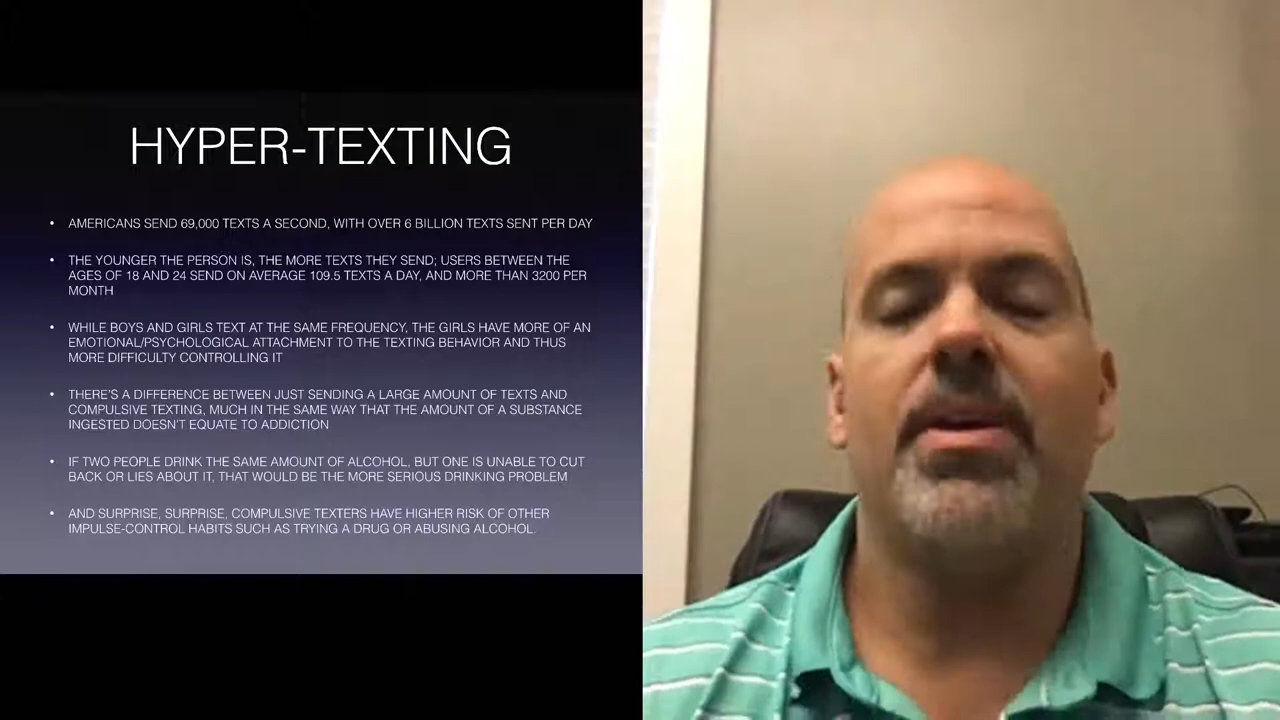 HYPER-TEXTING
• AMERICANS SEND 69,000 TEXTS A SECOND, WITH OVER 6 BILLION TEXTS SENT PER DAY
• THE YOUNGER THE PERSON IS, THE MORE TEXTS THEY SEND; USERS BETWEEN THE
AGES OF 18 AND 24 SEND ON AVERAGE 109.5 TEXTS A DAY, AND MORE THAN 3200 PER
MONTH
• WHILE BOYS AND GIRLS TEXT AT THE SAME FREQUENCY, THE GIRLS HAVE MORE OF AN
EMOTIONAL/PSYCHOLOGICAL ATTACHMENT TO THE TEXTING BEHAVIOR AND THUS
MORE DIFFICULTY CONTROLLING IT
• THERE'S A DIFFERENCE BETWEEN JUST SENDING A LARGE AMOUNT OF TEXTS AND
COMPULSIVE TEXTING, MUCH IN THE SAME WAY THAT THE AMOUNT OF A SUBSTANCE
INGESTED DOESN'T EQUATE TO ADDICTION
• IF TWO PEOPLE DRINK THE SAME AMOUNT OF ALCOHOL, BUT ONE IS UNABLE TO CUT
BACK OR LIES ABOUT IT, THAT WOULD BE THE MORE SERIOUS DRINKING PROBLEM
• AND SURPRISE, SURPRISE, COMPULSIVE TEXTERS HAVE HIGHER RISK OF OTHER
IMPULSE-CONTROL HABITS SUCH AS TRYING A DRUG OR ABUSING ALCOHOL.